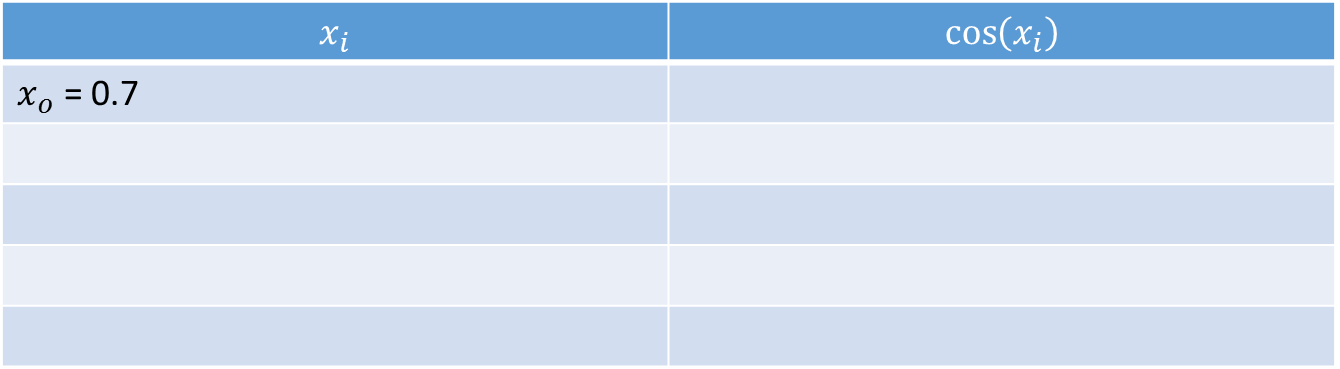 xᵢ cos(xᵢ)
xₒ = 0.7